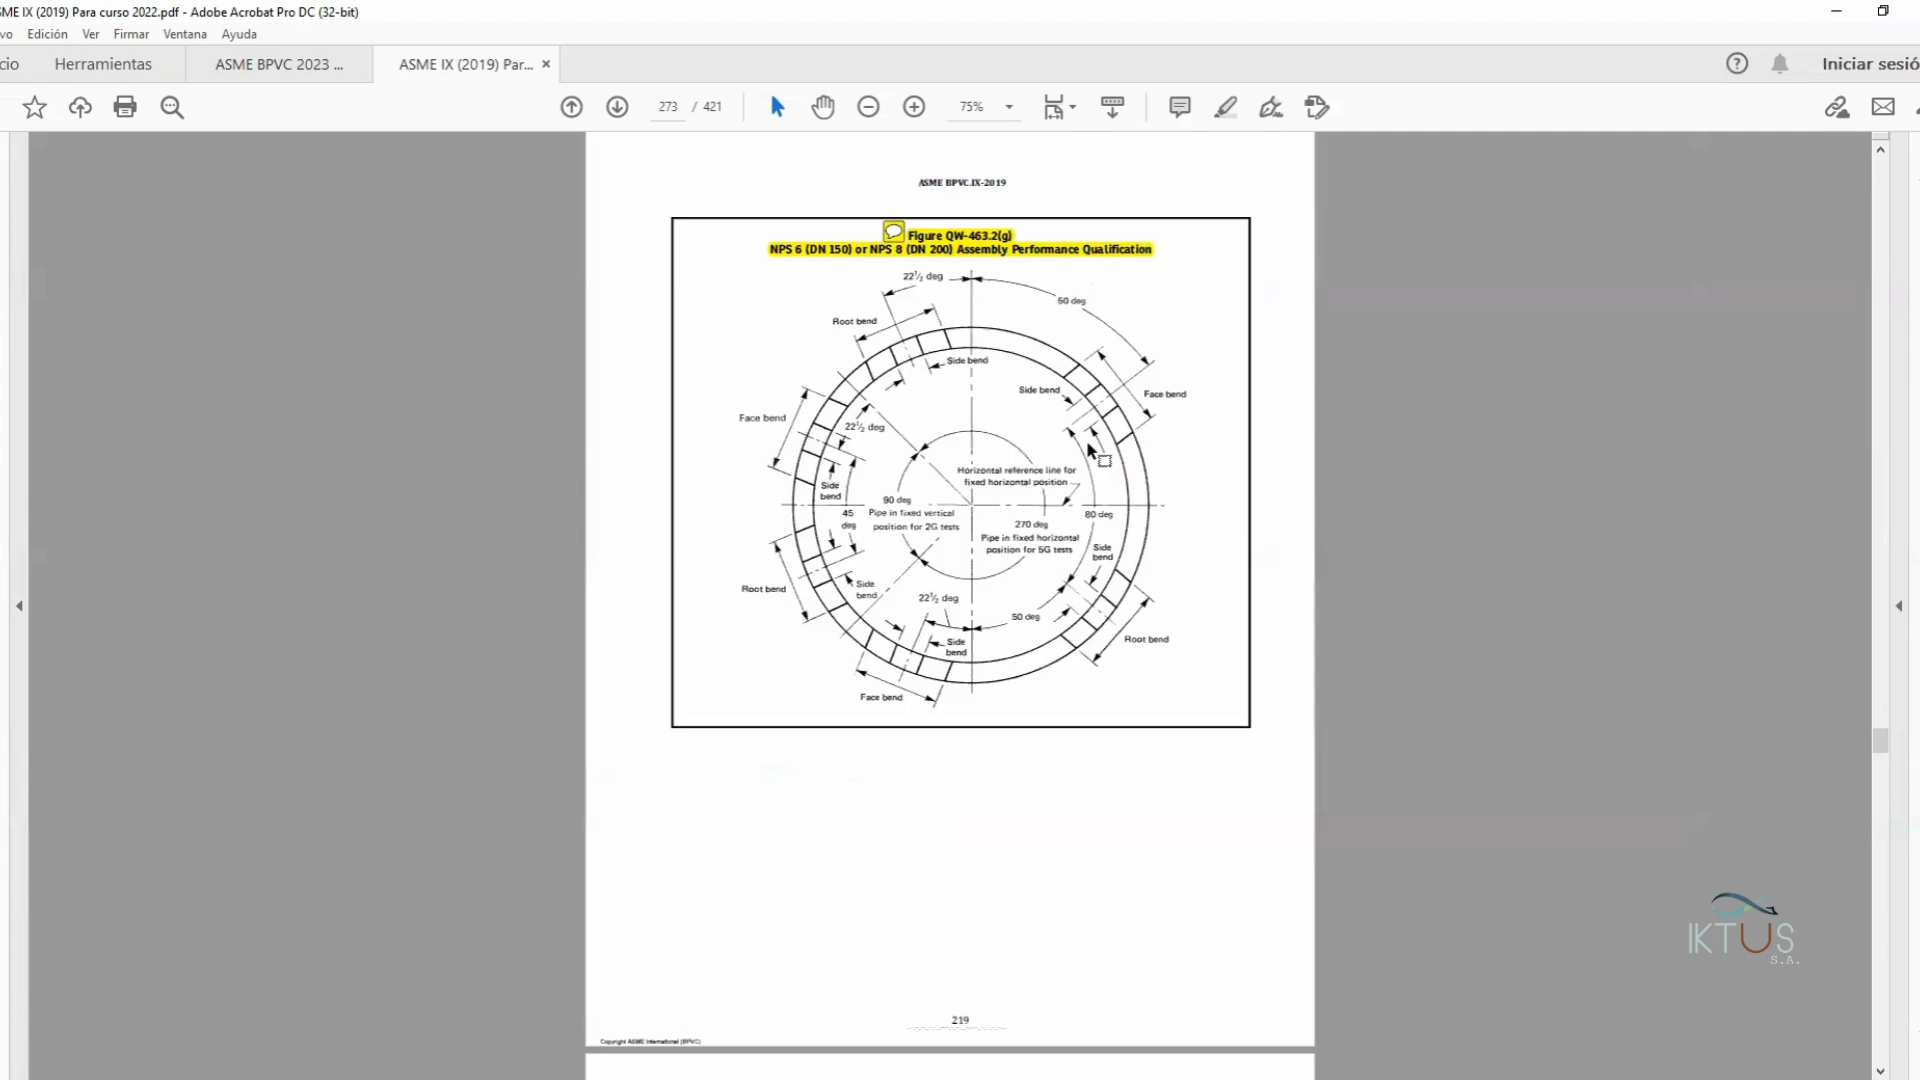 SME IX (2019) Para curso 2022.pdf - Adobe Acrobat Pro DC (32-bit)
vo Edición Ver Firmar Ventana Ayuda
cio Herramientas ASME BPVC 2023 ... ASME IX (2019) Par... × Iniciar sesió
273 / 421 75%
ASME BPVC.IX-2019
Figure QW-463.2(g)
NPS 6 (DN 150) or NPS 8 (DN 200) Assembly Performance Qualification
22½ deg
50 deg
Root bend
Side bend
Side bend
Face bend
Face bend
22½ deg
Horizontal reference line for
fixed horizontal position
Side
bend
90 deg
Pipe in fixed vertical
position for 2G tests
45
deg
80 deg
270 deg
Pipe in fixed horizontal
position for 5G tests
Side
bend
Root bend
Side
bend
22½ deg
50 deg
Side
bend
Root bend
Face bend
IKTUS
S.A.
219
Copyright ASME International (BPVC)